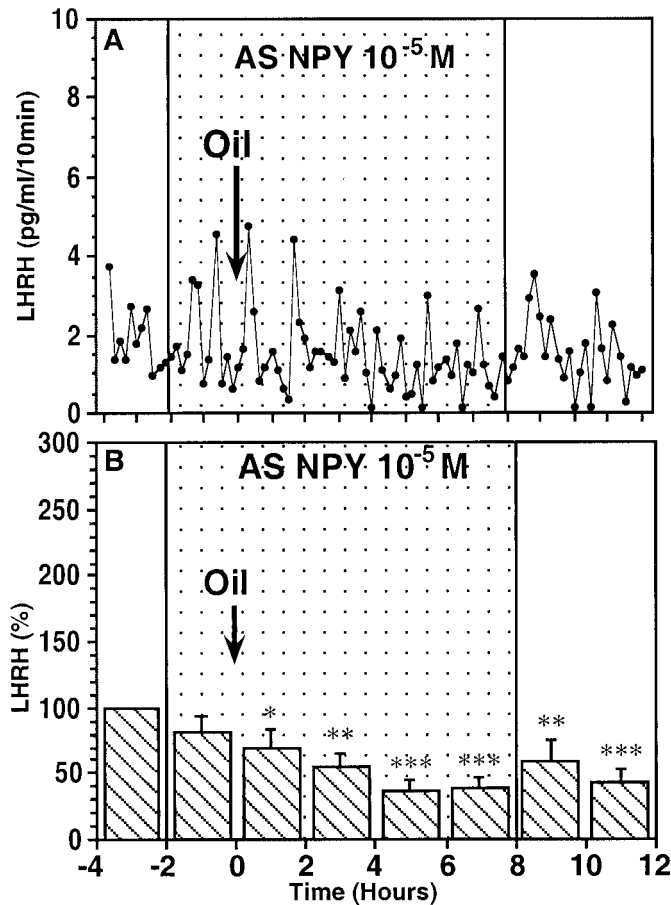 A
AS NPY 10⁻⁵ M
Oil
LHRH (pg/ml/10min)
10
8
6
4
2
0
B
AS NPY 10⁻⁵ M
Oil
LHRH (%)
300
250
200
150
100
50
0
* ** *** *** ** ***
-4 -2 0 2 4 6 8 10 12
Time (Hours)